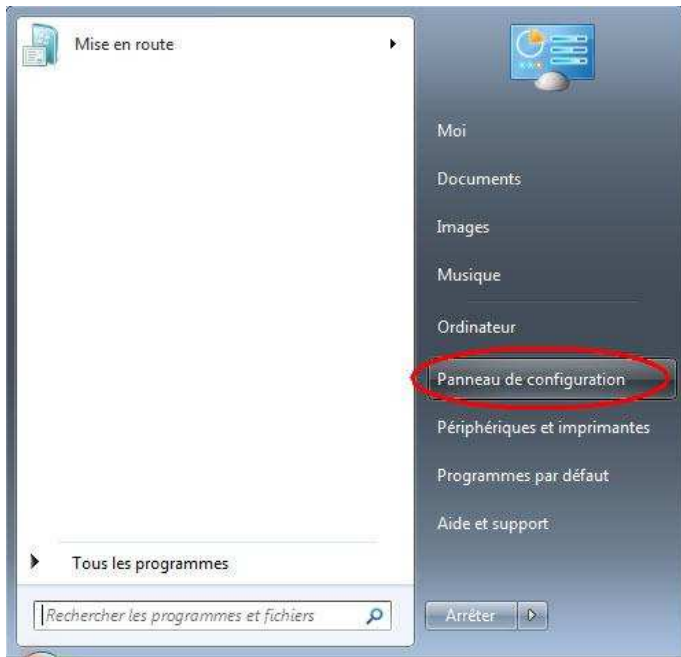 Mise en route
Tous les programmes
Rechercher les programmes et fichiers
Moi
Documents
Images
Musique
Ordinateur
Panneau de configuration
Périphériques et imprimantes
Programmes par défaut
Aide et support
Arrêter